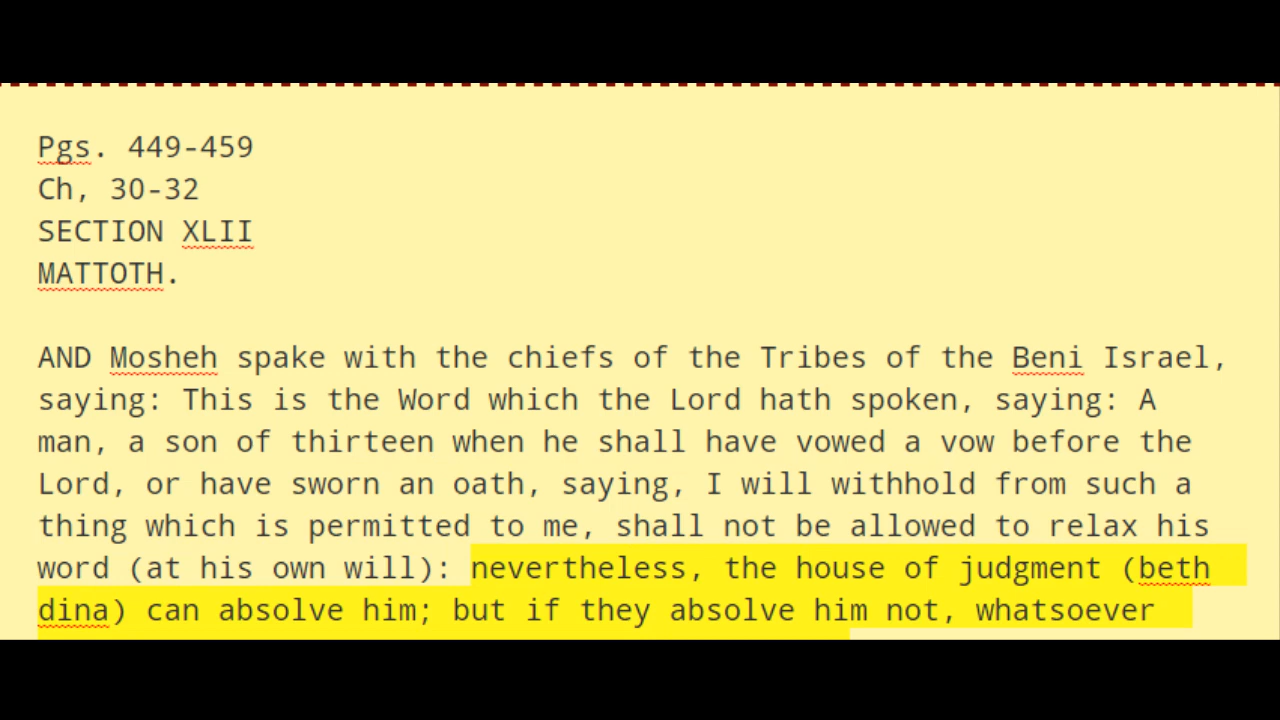 Pgs. 449-459
Ch, 30-32
SECTION XLII
MATTOTH.
AND Mosheh spake with the chiefs of the Tribes of the Beni Israel,
saying: This is the Word which the Lord hath spoken, saying: A
man, a son of thirteen when he shall have vowed a vow before the
Lord, or have sworn an oath, saying, I will withhold from such a
thing which is permitted to me, shall not be allowed to relax his
word (at his own will): nevertheless, the house of judgment (beth
dina) can absolve him; but if they absolve him not, whatsoever